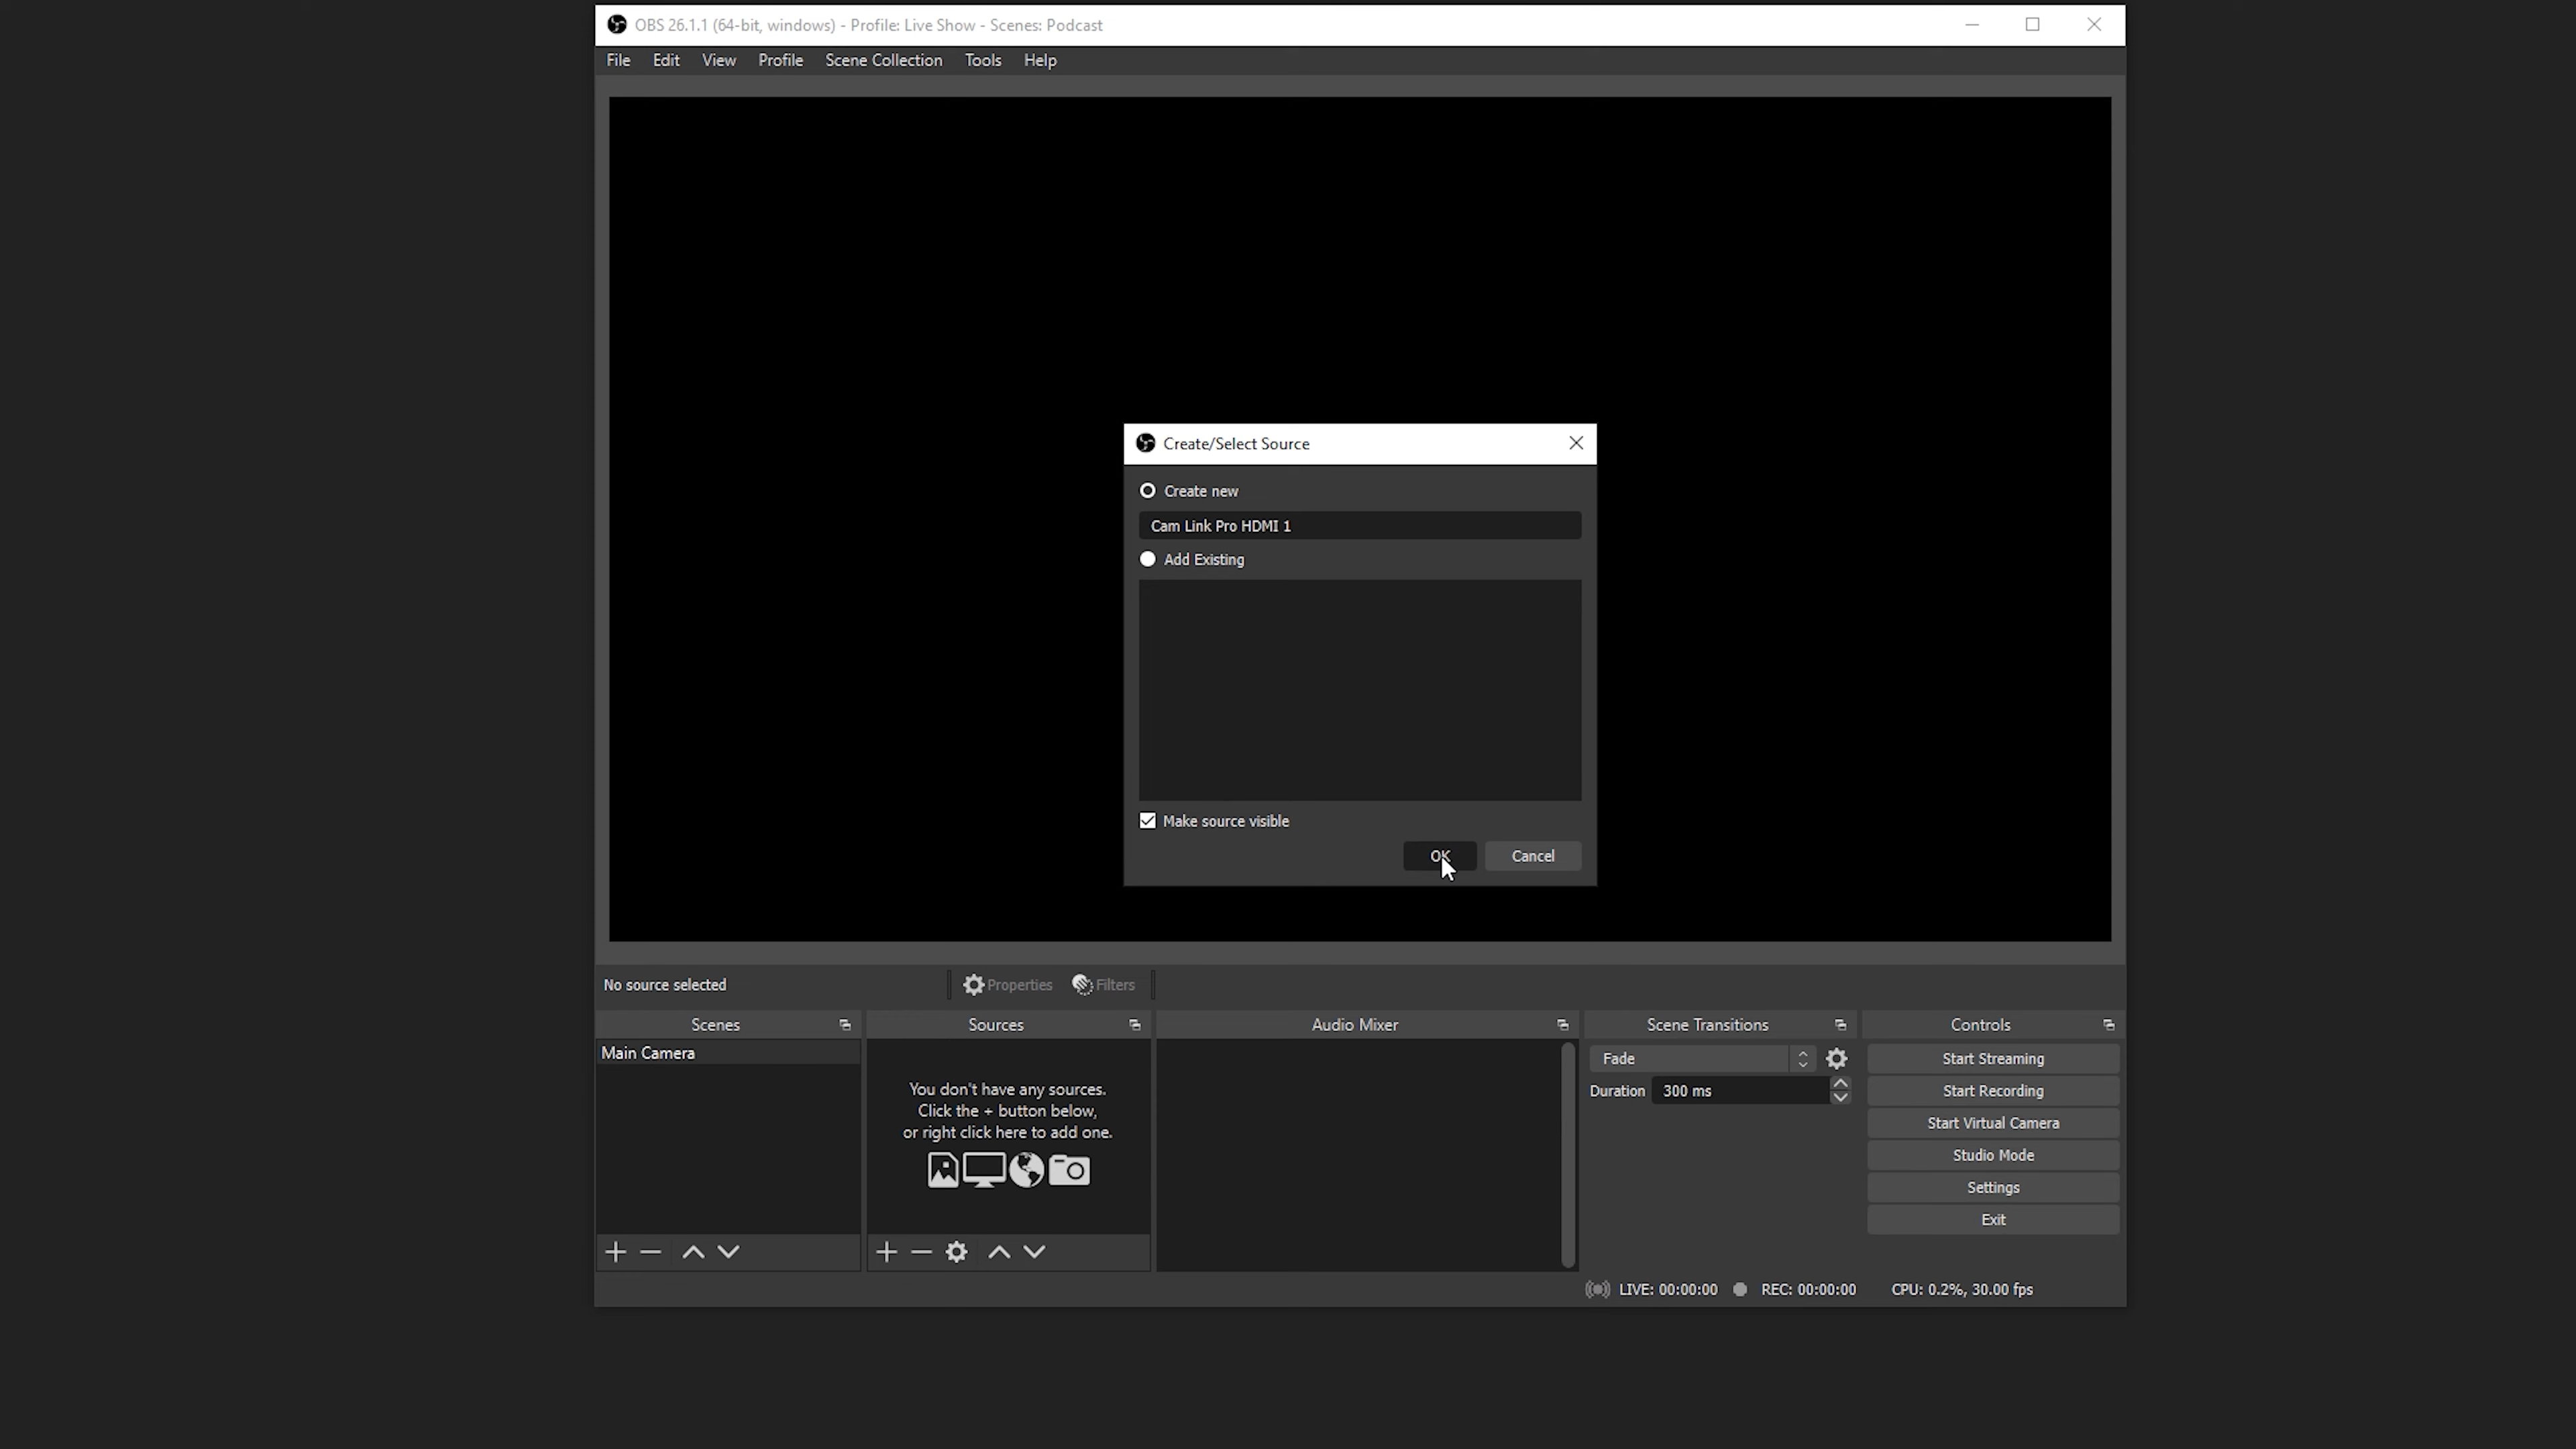 OBS 26.1.1 (64-bit, windows) - Profile: Live Show - Scenes: Podcast
File Edit View Profile Scene Collection Tools Help
Create/Select Source
Create new
Cam Link Pro HDMI 1
Add Existing
Make source visible
OK Cancel
No source selected Properties Filters
Scenes Sources Audio Mixer Scene Transitions Controls
Main Camera
You don't have any sources.
Click the + button below,
or right click here to add one.
Fade
Duration 300 ms
Start Streaming
Start Recording
Start Virtual Camera
Studio Mode
Settings
Exit
LIVE: 00:00:00 REC: 00:00:00 CPU: 0.2%, 30.00 fps